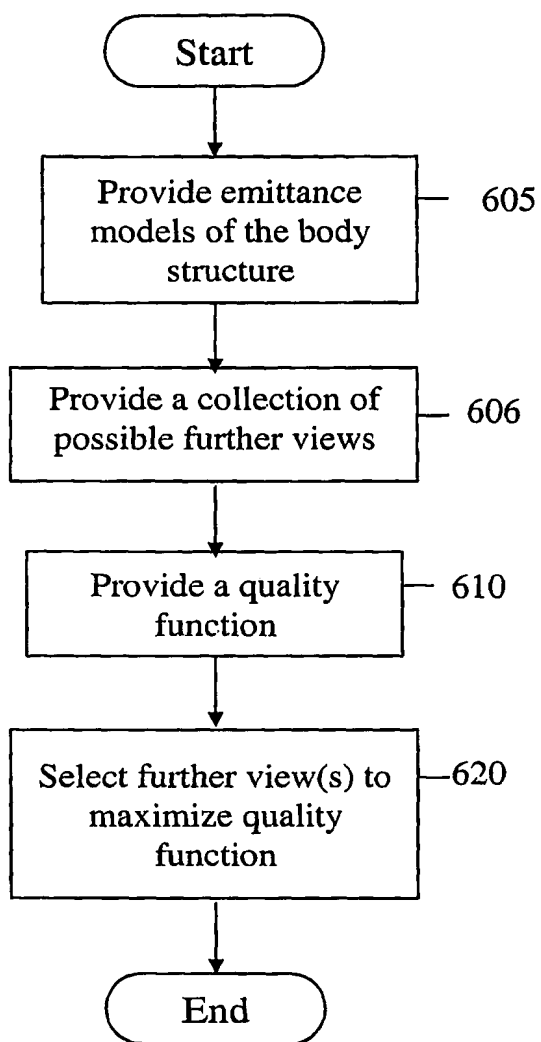 Start
Provide emittance
models of the body
structure
605
Provide a collection of
possible further views
606
Provide a quality
function
610
Select further view(s) to
maximize quality
function
620
End